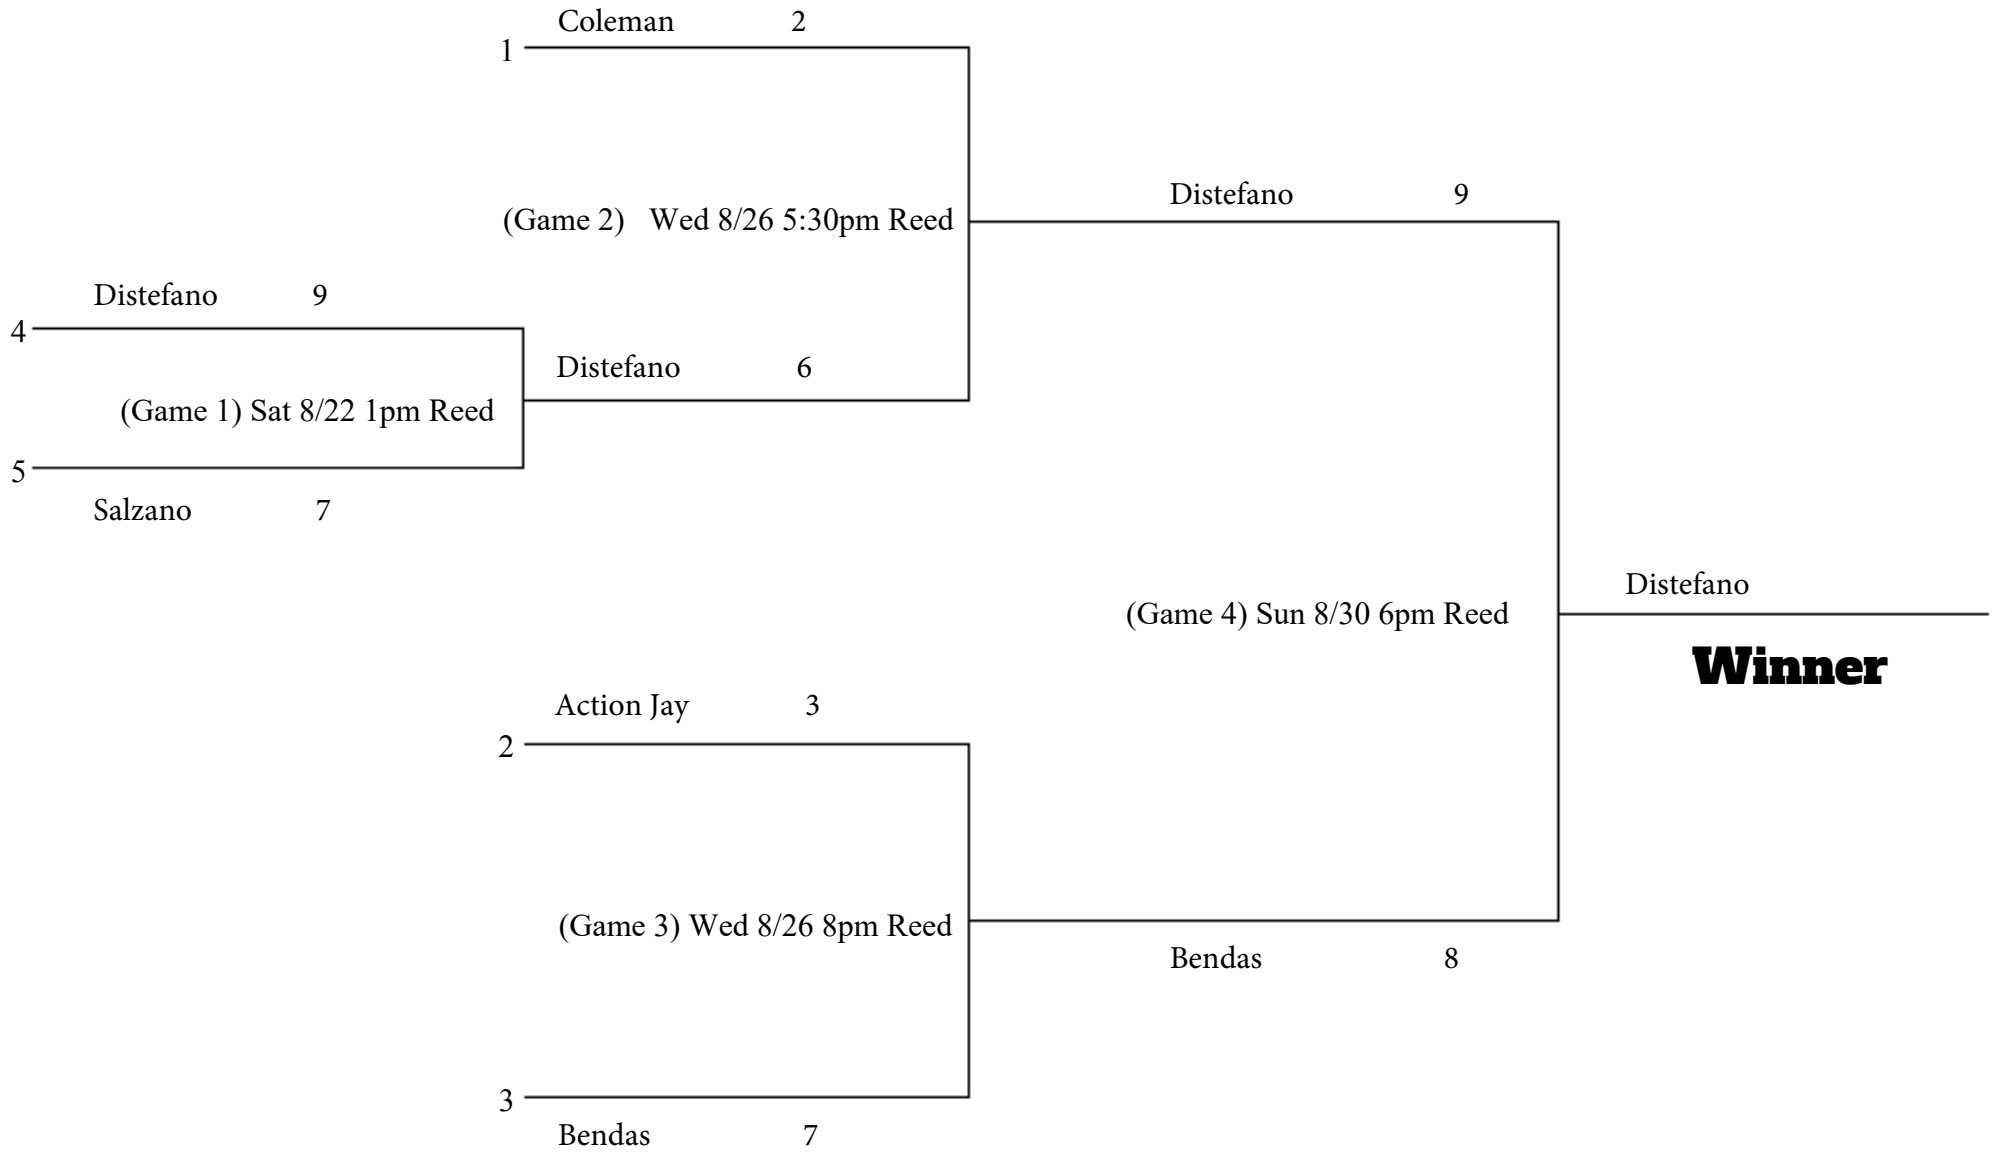 Coleman 2
1
(Game 2) Wed 8/26 5:30pm Reed
Distefano 9
Distefano 9
4
Distefano 6
(Game 1) Sat 8/22 1pm Reed
5
Salzano 7
Distefano
(Game 4) Sun 8/30 6pm Reed
Winner
Action Jay 3
2
(Game 3) Wed 8/26 8pm Reed
Bendas 8
3
Bendas 7